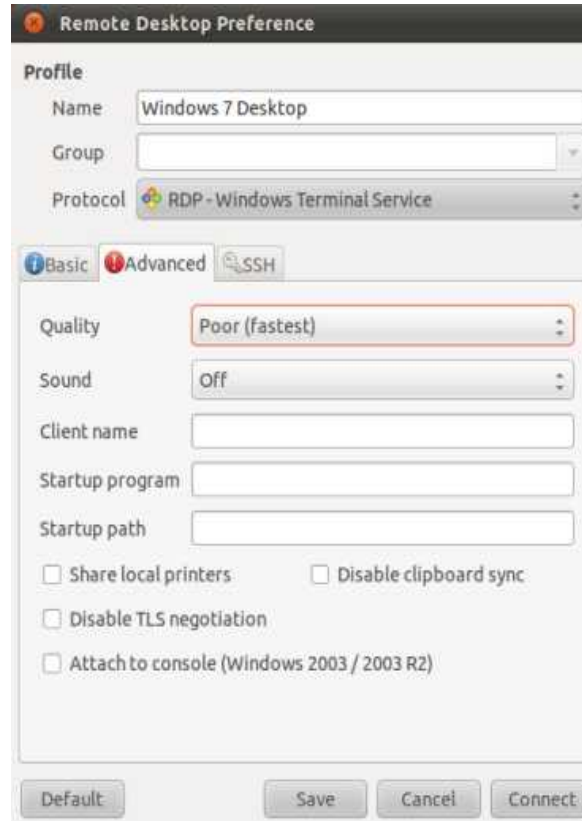 Remote Desktop Preference
Profile
Name Windows 7 Desktop
Group
Protocol RDP - Windows Terminal Service
Basic Advanced SSH
Quality Poor (fastest)
Sound Off
Client name
Startup program
Startup path
Share local printers Disable clipboard sync
Disable TLS negotiation
Attach to console (Windows 2003 / 2003 R2)
Default Save Cancel Connect